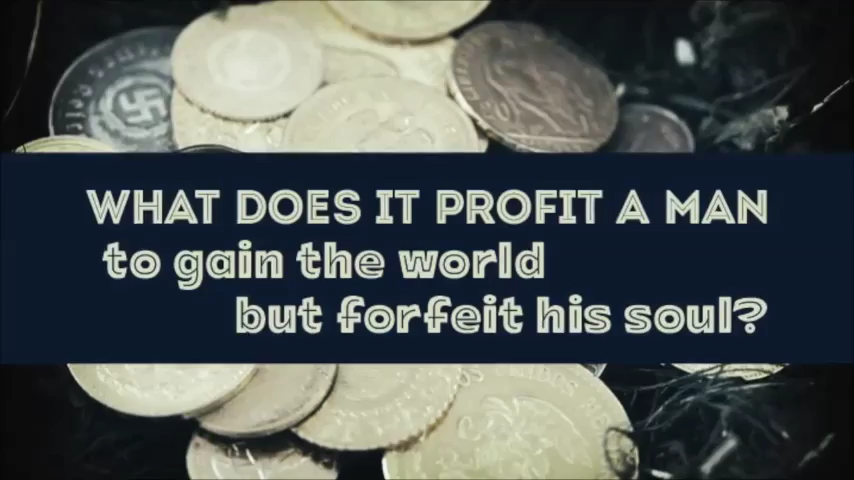 WHAT DOES IT PROFIT A MAN
to gain the world
but forfeit his soul?